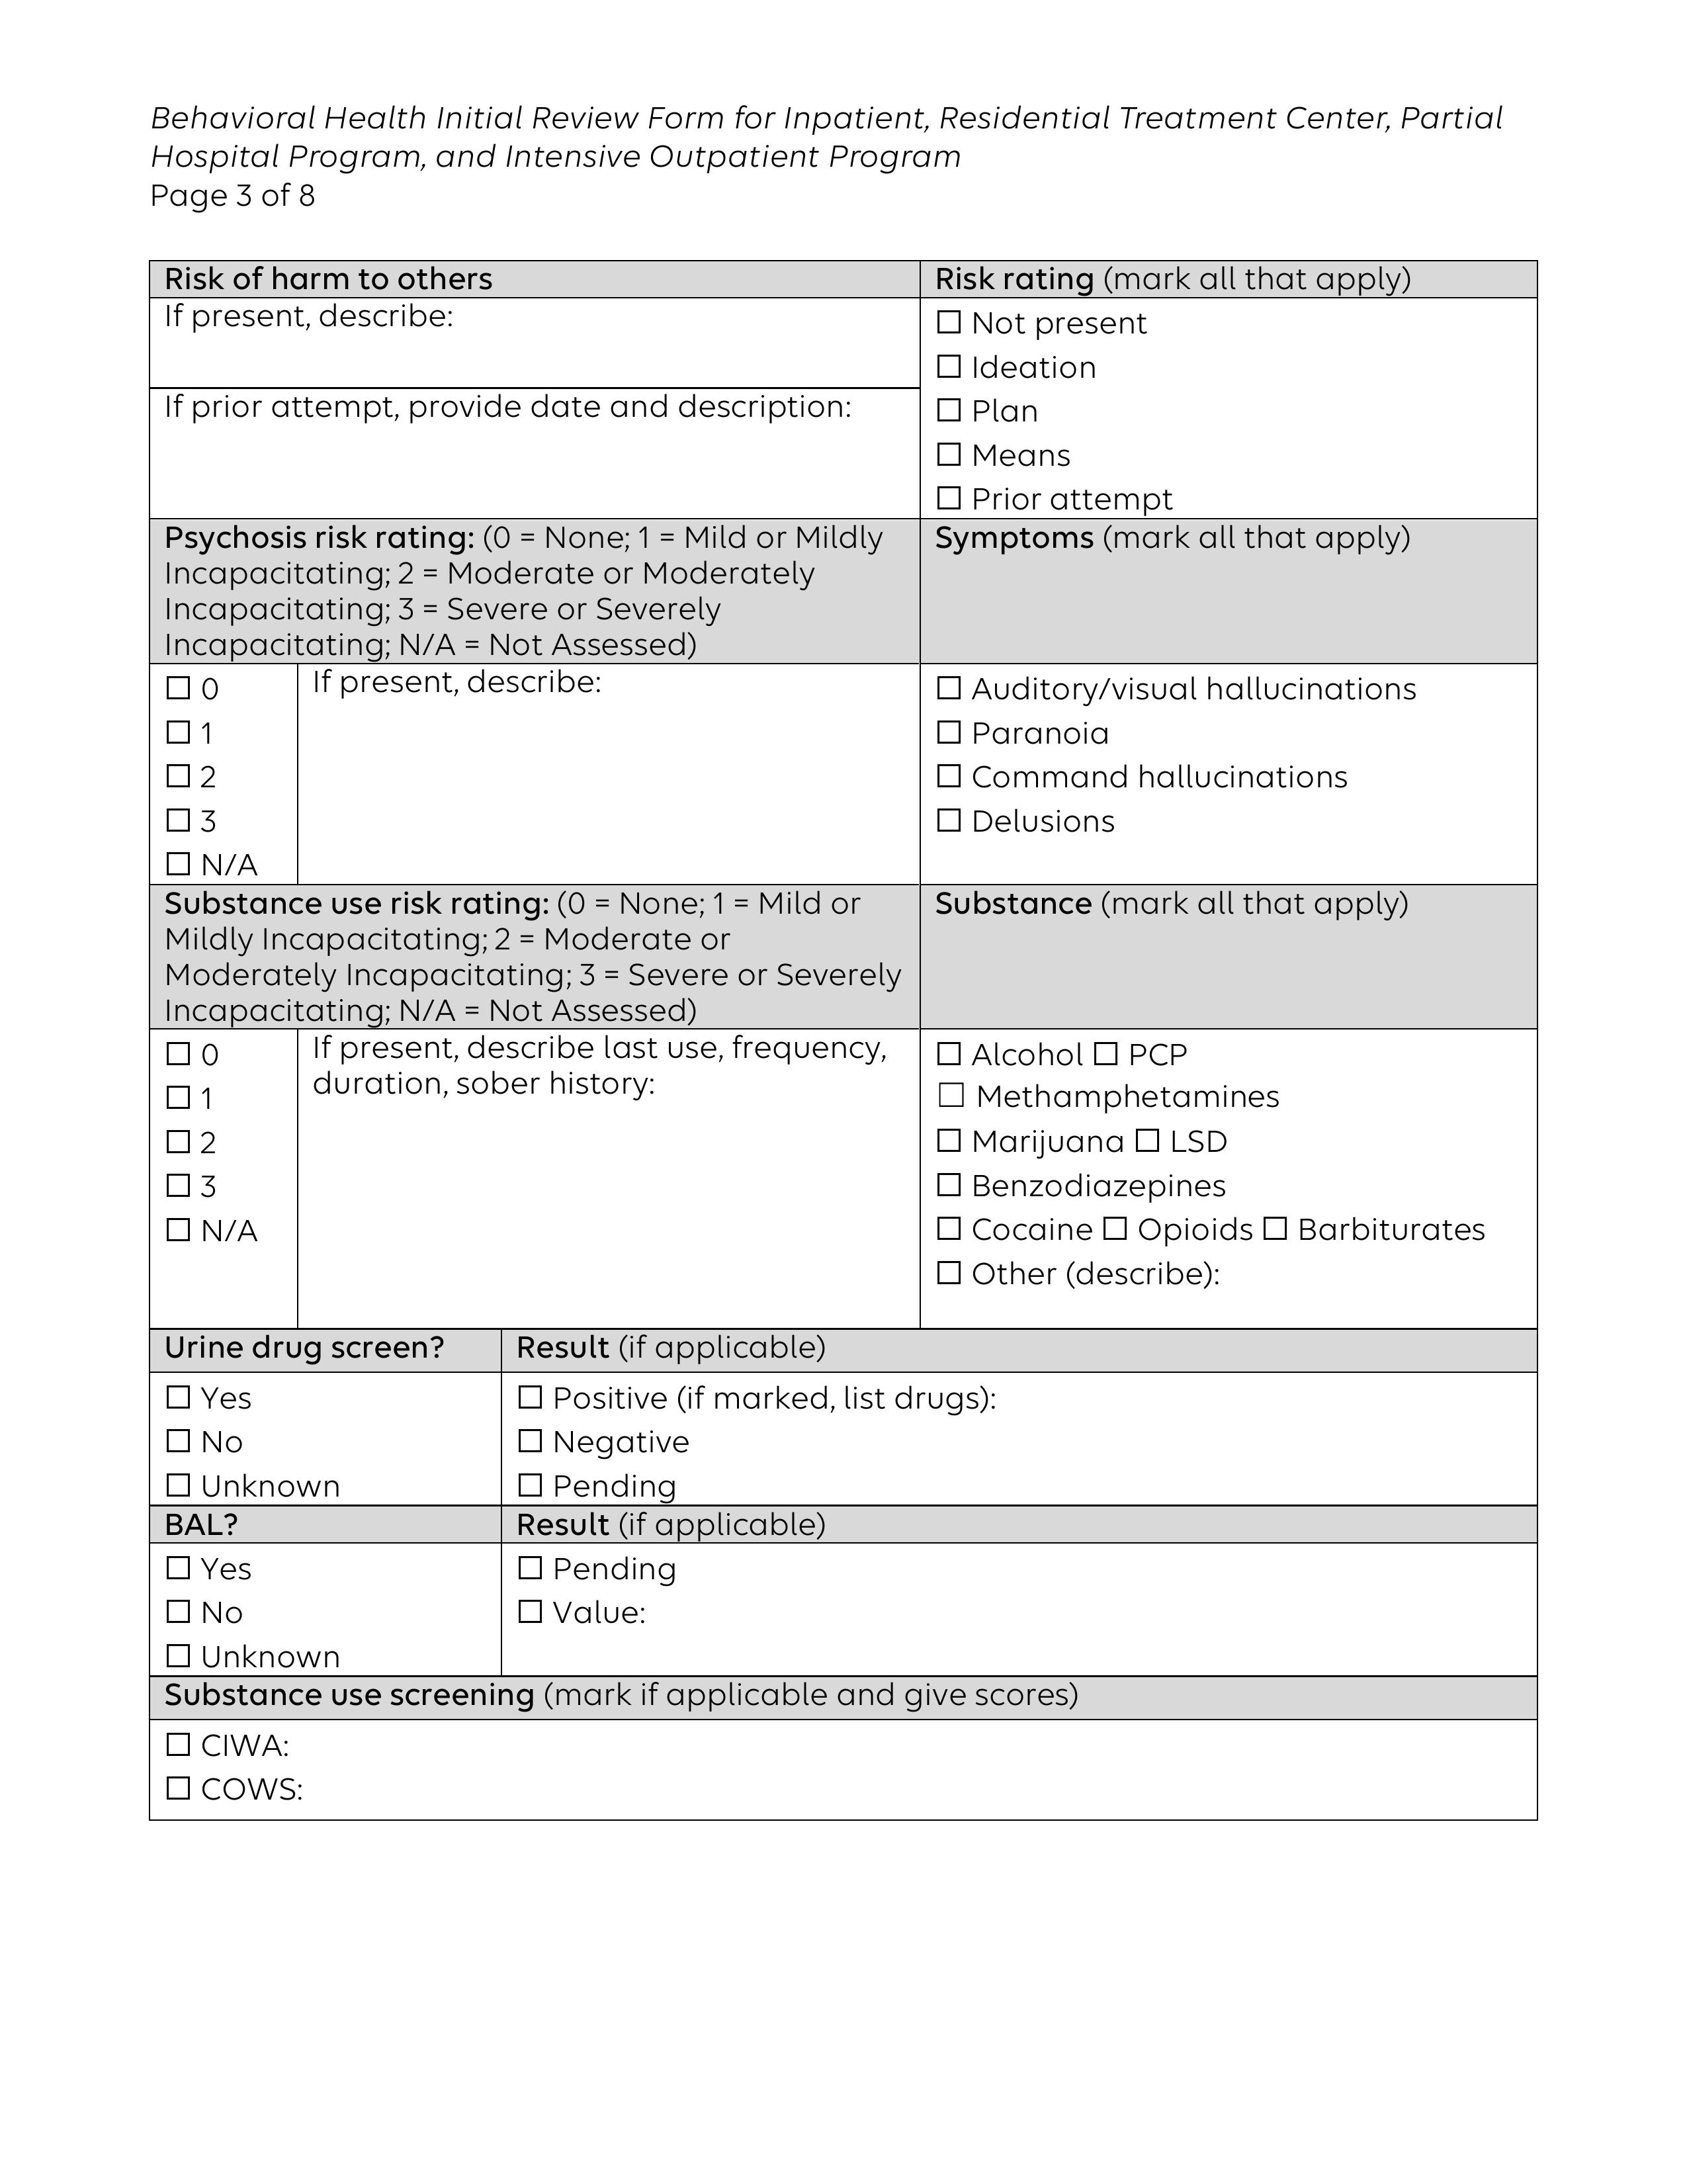 Behavioral Health Initial Review Form for Inpatient, Residential Treatment Center, Partial
Hospital Program, and Intensive Outpatient Program
Page 3 of 8
Risk of harm to others
Risk rating (mark all that apply)
If present, describe:
If prior attempt, provide date and description:
☐ Not present
☐ Ideation
☐ Plan
☐ Means
☐ Prior attempt
Psychosis risk rating: (0 = None; 1 = Mild or Mildly
Incapacitating; 2 = Moderate or Moderately
Incapacitating; 3 = Severe or Severely
Incapacitating; N/A = Not Assessed)
Symptoms (mark all that apply)
☐ 0
☐ 1
☐ 2
☐ 3
☐ N/A
If present, describe:
☐ Auditory/visual hallucinations
☐ Paranoia
☐ Command hallucinations
☐ Delusions
Substance use risk rating: (0 = None; 1 = Mild or
Mildly Incapacitating; 2 = Moderate or
Moderately Incapacitating; 3 = Severe or Severely
Incapacitating; N/A = Not Assessed)
Substance (mark all that apply)
☐ 0
☐ 1
☐ 2
☐ 3
☐ N/A
If present, describe last use, frequency,
duration, sober history:
☐ Alcohol ☐ PCP
☐ Methamphetamines
☐ Marijuana ☐ LSD
☐ Benzodiazepines
☐ Cocaine ☐ Opioids ☐ Barbiturates
☐ Other (describe):
Urine drug screen?
Result (if applicable)
☐ Yes
☐ No
☐ Unknown
☐ Positive (if marked, list drugs):
☐ Negative
☐ Pending
BAL?
Result (if applicable)
☐ Yes
☐ No
☐ Unknown
☐ Pending
☐ Value:
Substance use screening (mark if applicable and give scores)
☐ CIWA:
☐ COWS: